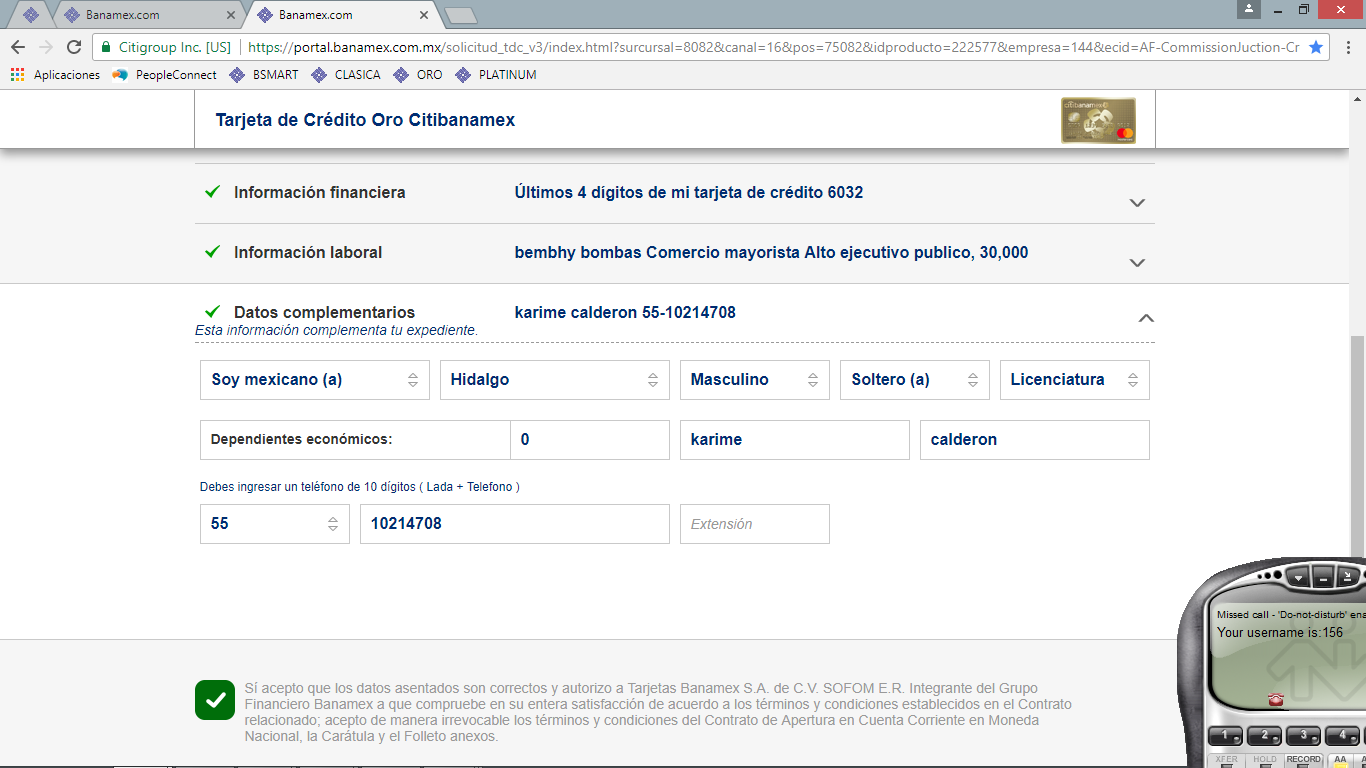 Banamex.com
Banamex.com
Citigroup Inc. [US]
https://portal.banamex.com.mx/solicitud_tdc_v3/index.html?sursursal=8082&canal=16&pos=75082&idproducto=222577&empresa=144&ecid=AF-CommissionJuction-Cr
Aplicaciones PeopleConnect BSMART CLASICA ORO PLATINUM
Tarjeta de Crédito Oro Citibanamex
citibanamex
Información financiera Últimos 4 dígitos de mi tarjeta de crédito 6032
Información laboral bembhy bombas Comercio mayorista Alto ejecutivo publico, 30,000
Datos complementarios karime calderon 55-10214708
Esta información complementa tu expediente.
Soy mexicano (a) Hidalgo Masculino Soltero (a) Licenciatura
Dependientes económicos: 0 karime calderon
Debes ingresar un teléfono de 10 dígitos ( Lada + Telefono )
55 10214708 Extensión
Sí acepto que los datos asentados son correctos y autorizo a Tarjetas Banamex S.A. de C.V. SOFOM E.R. Integrante del Grupo
Financiero Banamex a que compruebe en su entera satisfacción de acuerdo a los términos y condiciones establecidos en el Contrato
relacionado; acepto de manera irrevocable los términos y condiciones del Contrato de Apertura en Cuenta Corriente en Moneda
Nacional, la Carátula y el Folleto anexos.
Missed call - 'Do-not-disturb' ena
Your username is:156
1 2 3 4
XFER HOLD RECORD AA